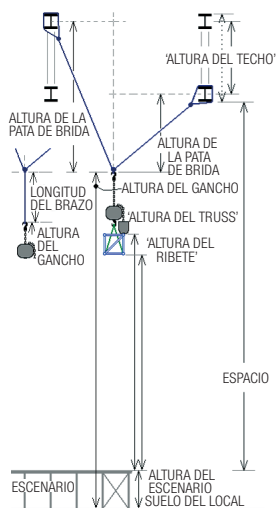 'ALTURA DEL TECHO'
ALTURA DE LA
PATA DE BRIDA
ALTURA DE
LA PATA
DE BRIDA
ALTURA DEL GANCHO
LONGITUD
DEL BRAZO
'ALTURA DEL TRUSS'
ALTURA
DEL
GANCHO
'ALTURA DEL
RIBETE'
ESPACIO
ESCENARIO
ALTURA DEL
ESCENARIO
SUELO DEL LOCAL